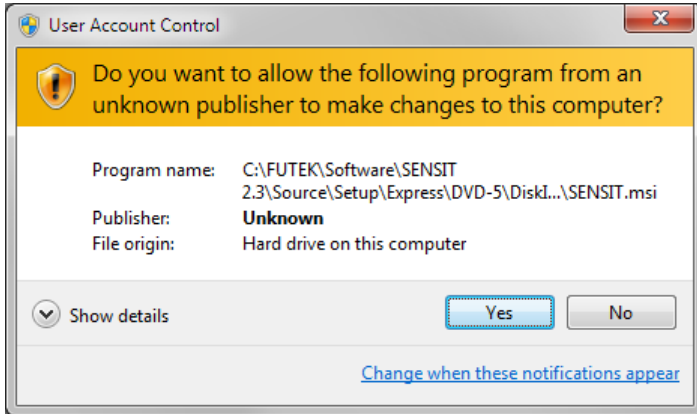 User Account Control
Do you want to allow the following program from an
unknown publisher to make changes to this computer?
Program name: C:\FUTEK\Software\SENSIT
2.3\Source\Setup\Express\DVD-5\DiskI...\SENSIT.msi
Publisher: Unknown
File origin: Hard drive on this computer
Show details
Yes
No
Change when these notifications appear